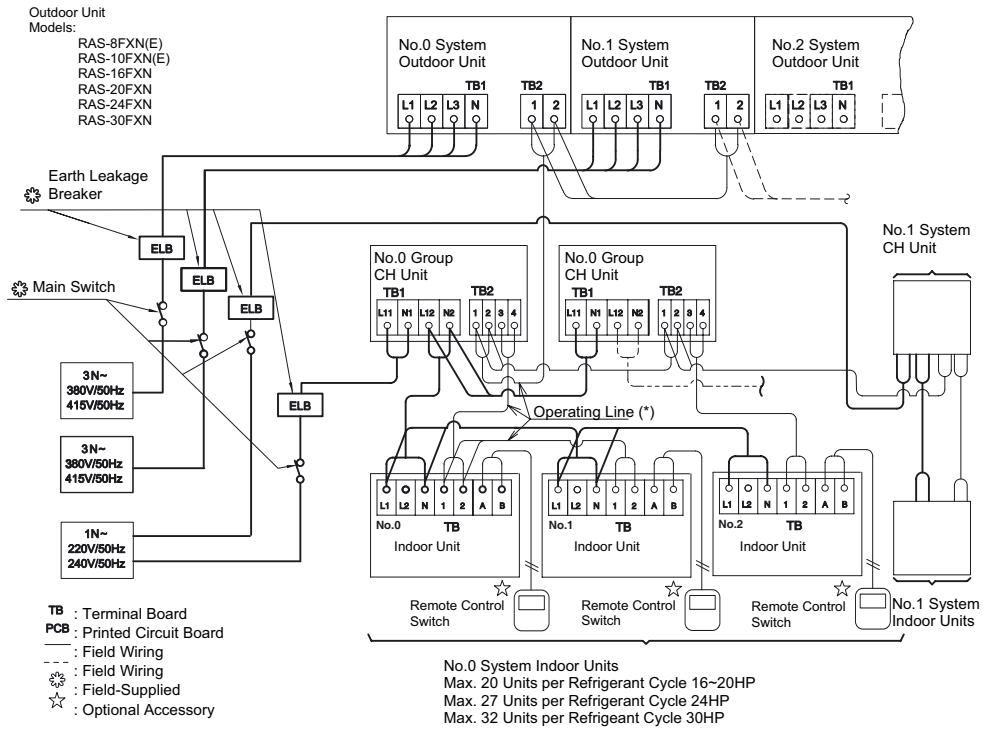 Outdoor Unit
Models:
RAS-8FXN(E)
RAS-10FXN(E)
RAS-16FXN
RAS-20FXN
RAS-24FXN
RAS-30FXN
No.0 System
Outdoor Unit
TB1
TB2
L1 L2 L3 N
1 2
No.1 System
Outdoor Unit
TB1
TB2
L1 L2 L3 N
1 2
No.2 System
Outdoor Unit
TB1
L1 L2 L3 N
Earth Leakage
Breaker
ELB
ELB
ELB
ELB
Main Switch
3N~
380V/50Hz
415V/50Hz
3N~
380V/50Hz
415V/50Hz
1N~
220V/50Hz
240V/50Hz
No.0 Group
CH Unit
TB1
TB2
L11 N1 L12 N2
1 2 3 4
No.0 Group
CH Unit
TB1
TB2
L11 N1 L12 N2
1 2 3 4
No.1 System
CH Unit
Operating Line (*)
L1 L2 N 1 2 A B
No.0
TB
Indoor Unit
L1 L2 N 1 2 A B
No.1
TB
Indoor Unit
L1 L2 N 1 2 A B
No.2
TB
Indoor Unit
Remote Control
Switch
Remote Control
Switch
Remote Control
Switch
No.1 System
Indoor Units
TB : Terminal Board
PCB : Printed Circuit Board
: Field Wiring
: Field Wiring
: Field-Supplied
: Optional Accessory
No.0 System Indoor Units
Max. 20 Units per Refrigerant Cycle 16~20HP
Max. 27 Units per Refrigerant Cycle 24HP
Max. 32 Units per Refrigeant Cycle 30HP